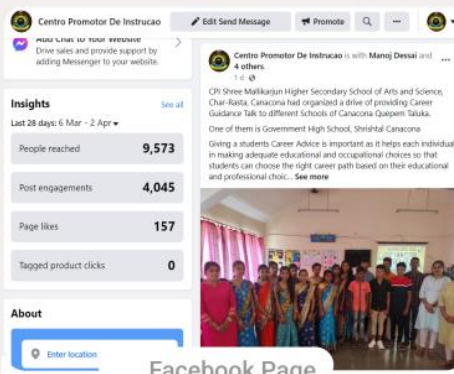 Centro Promotor De Instrucao
Edit Send Message
Promote
Add Chat to Your Website
Drive sales and provide support by
adding Messenger to your website.
Insights
See all
Last 28 days: 6 Mar - 2 Apr
People reached 9,573
Post engagements 4,045
Page likes 157
Tagged product clicks 0
About
Enter location
Centro Promotor De Instrucao is with Manoj Dessai and
4 others.
1 d
CPI Shree Mallikarjun Higher Secondary School of Arts and Science,
Char-Rasta, Canacona had organized a drive of providing Career
Guidance Talk to different Schools of Canacona Quepem Taluka.
One of them is Government High School, Shrishtal Canacona
Giving a students Career Advice is important as it helps each individual
in making adequate educational and occupational choices so that
students can choose the right career path based on their educational
and professional choic... See more
Facebook Page